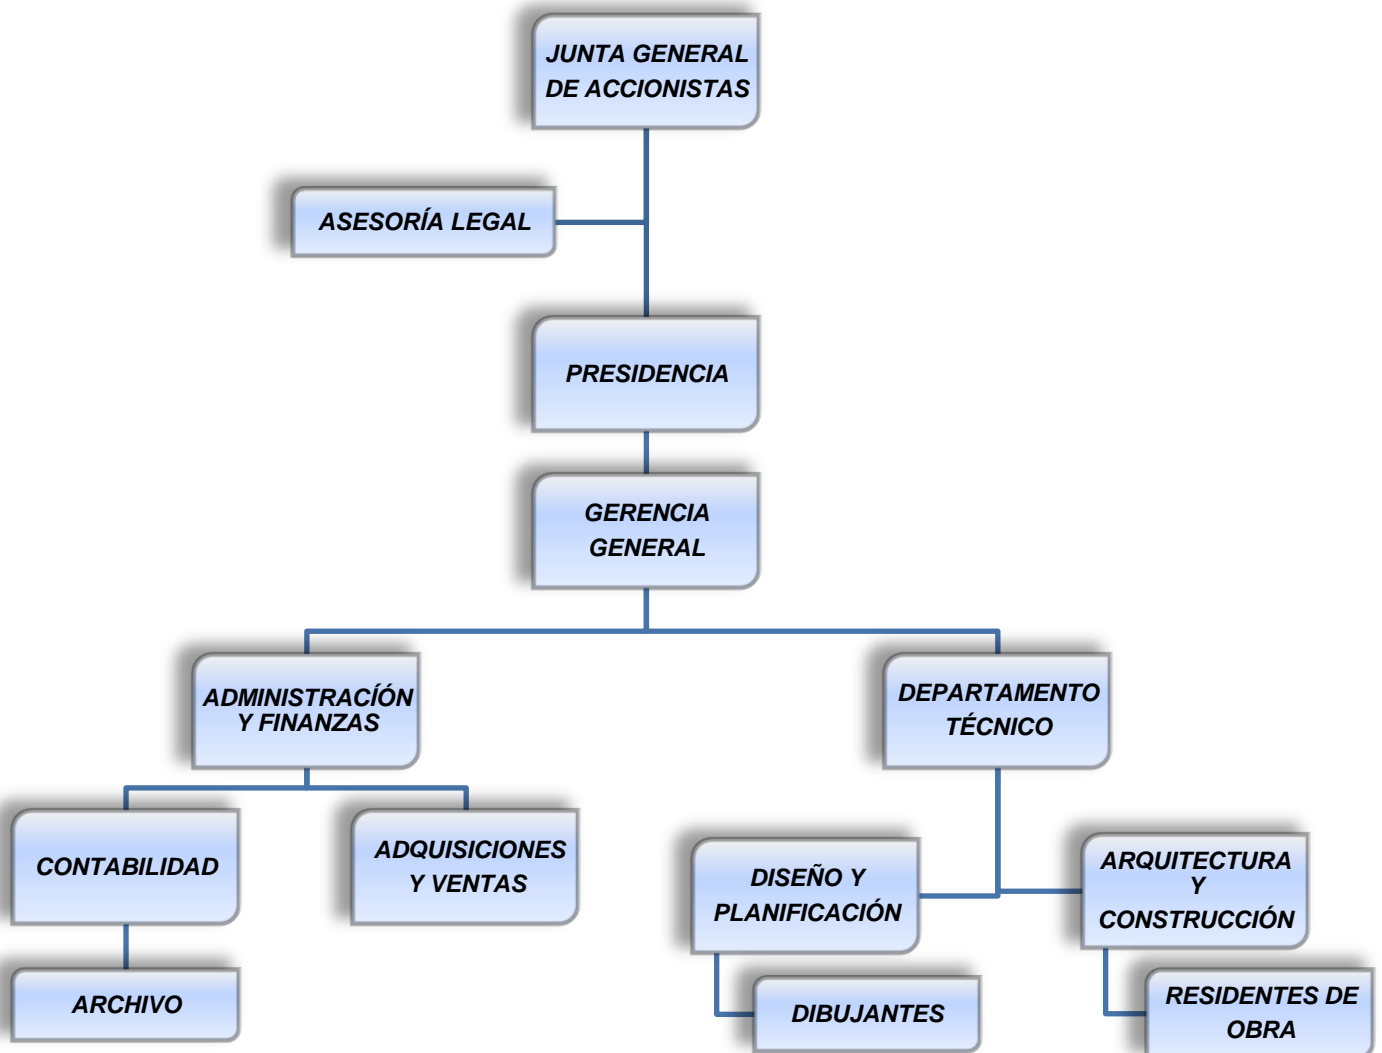 JUNTA GENERAL
DE ACCIONISTAS
ASESORÍA LEGAL
PRESIDENCIA
GERENCIA
GENERAL
ADMINISTRACÍÓN
Y FINANZAS
DEPARTAMENTO
TÉCNICO
CONTABILIDAD
ADQUISICIONES
Y VENTAS
DISEÑO Y
PLANIFICACIÓN
ARQUITECTURA
Y
CONSTRUCCIÓN
ARCHIVO
DIBUJANTES
RESIDENTES DE
OBRA